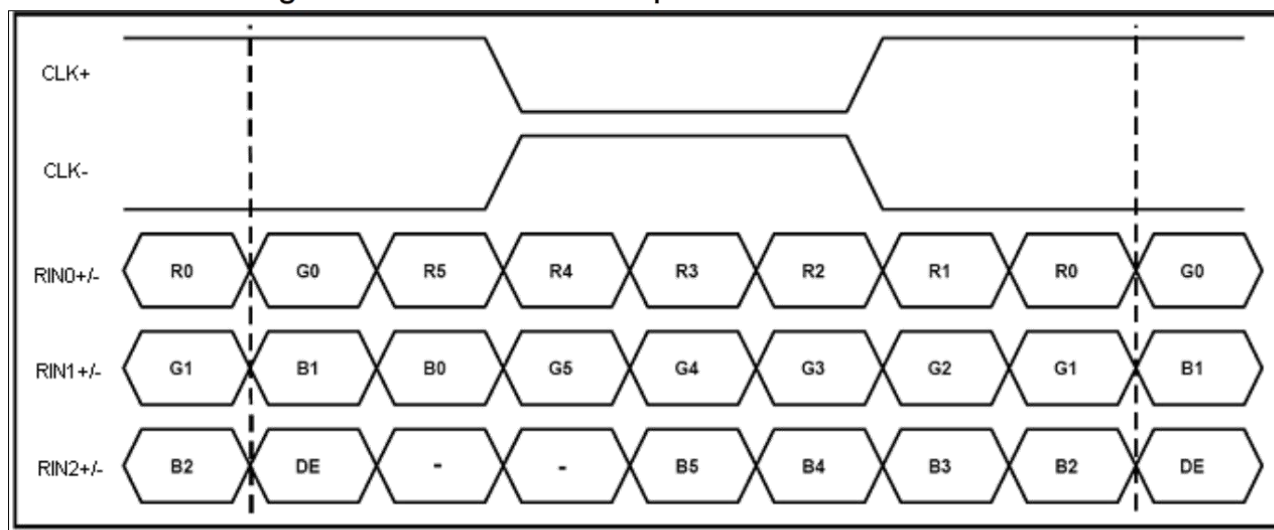 CLK+
CLK-
RIN0+/- R0 G0 R5 R4 R3 R2 R1 R0 G0
RIN1+/- G1 B1 B0 G5 G4 G3 G2 G1 B1
RIN2+/- B2 DE - - B5 B4 B3 B2 DE